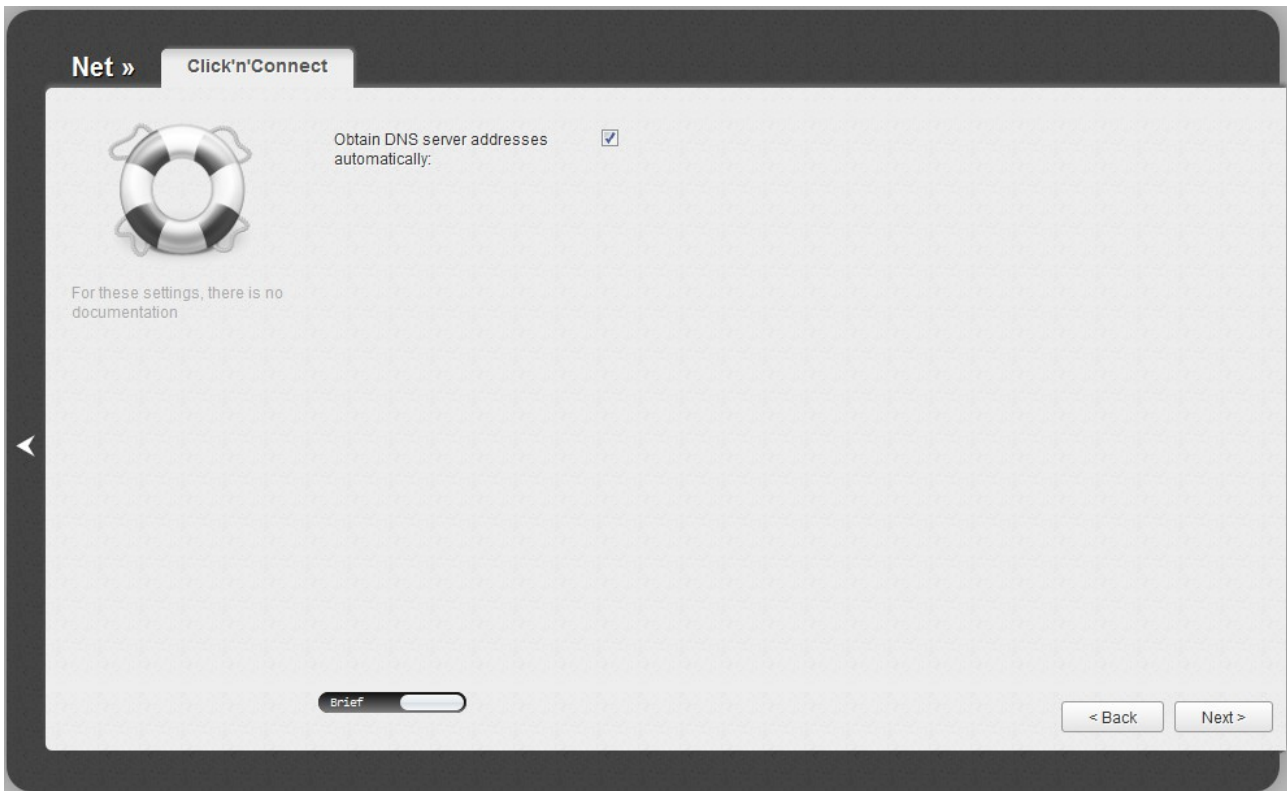 Net »
Click'n'Connect
Obtain DNS server addresses
automatically:
For these settings, there is no
documentation
Brief
< Back
Next >